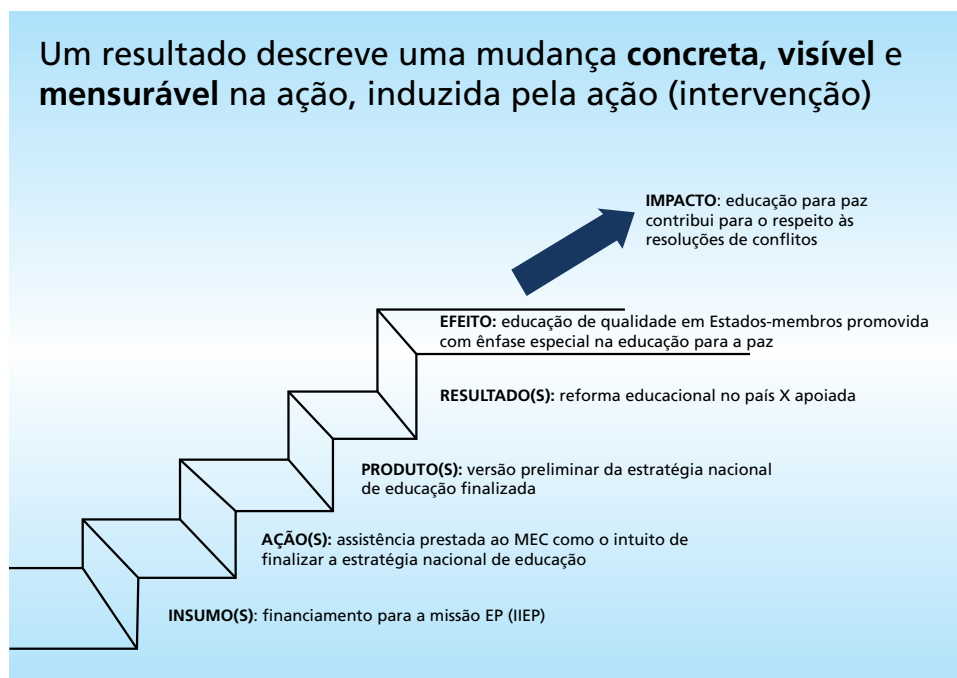 Um resultado descreve uma mudança concreta, visível e
mensurável na ação, induzida pela ação (intervenção)
IMPACTO: educação para paz
contribui para o respeito às
resoluções de conflitos
EFEITO: educação de qualidade em Estados-membros promovida
com ênfase especial na educação para a paz
RESULTADO(S): reforma educacional no país X apoiada
PRODUTO(S): versão preliminar da estratégia nacional
de educação finalizada
AÇÃO(S): assistência prestada ao MEC como o intuito de
finalizar a estratégia nacional de educação
INSUMO(S): financiamento para a missão EP (IIEP)